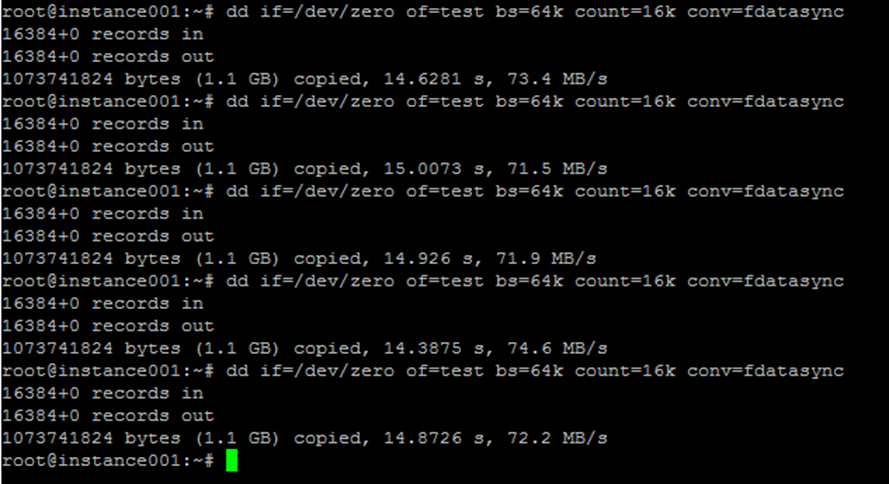 root@instance001:~# dd if=/dev/zero of=test bs=64k count=16k conv=fdatasync
16384+0 records in
16384+0 records out
1073741824 bytes (1.1 GB) copied, 14.6281 s, 73.4 MB/s
root@instance001:~# dd if=/dev/zero of=test bs=64k count=16k conv=fdatasync
16384+0 records in
16384+0 records out
1073741824 bytes (1.1 GB) copied, 15.0073 s, 71.5 MB/s
root@instance001:~# dd if=/dev/zero of=test bs=64k count=16k conv=fdatasync
16384+0 records in
16384+0 records out
1073741824 bytes (1.1 GB) copied, 14.926 s, 71.9 MB/s
root@instance001:~# dd if=/dev/zero of=test bs=64k count=16k conv=fdatasync
16384+0 records in
16384+0 records out
1073741824 bytes (1.1 GB) copied, 14.3875 s, 74.6 MB/s
root@instance001:~# dd if=/dev/zero of=test bs=64k count=16k conv=fdatasync
16384+0 records in
16384+0 records out
1073741824 bytes (1.1 GB) copied, 14.8726 s, 72.2 MB/s
root@instance001:~#